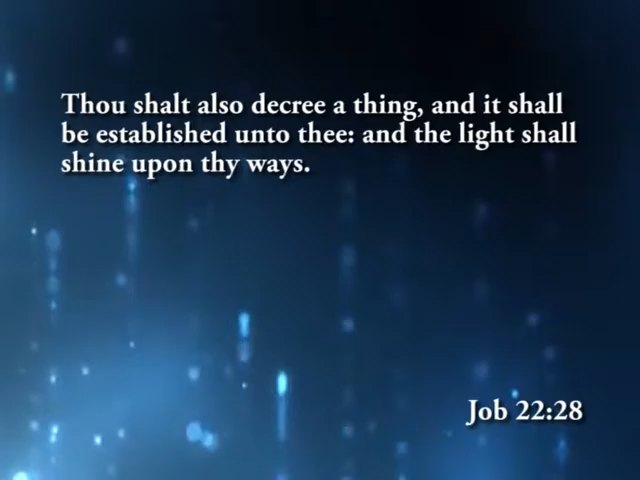 Thou shalt also decree a thing, and it shall
be established unto thee: and the light shall
shine upon thy ways.
Job 22:28